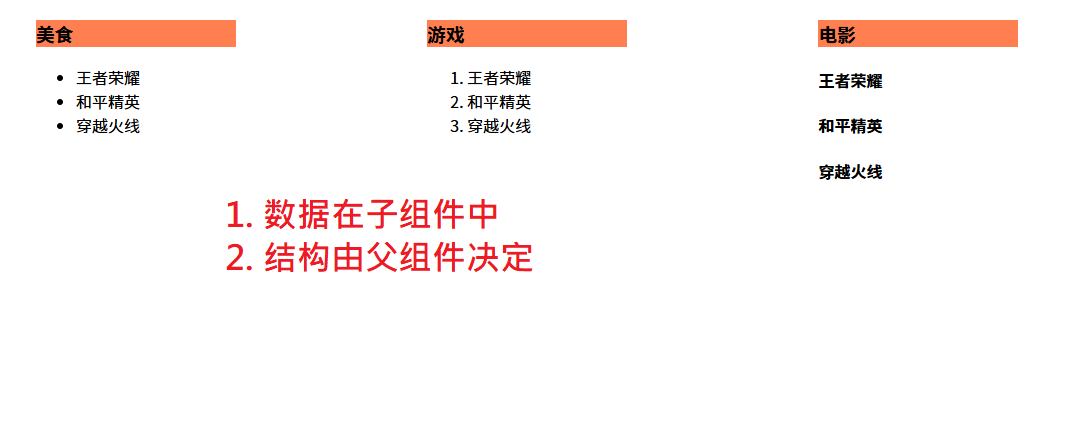 美食
王者荣耀
和平精英
穿越火线
游戏
1. 王者荣耀
2. 和平精英
3. 穿越火线
电影
王者荣耀
和平精英
穿越火线
1. 数据在子组件中
2. 结构由父组件决定